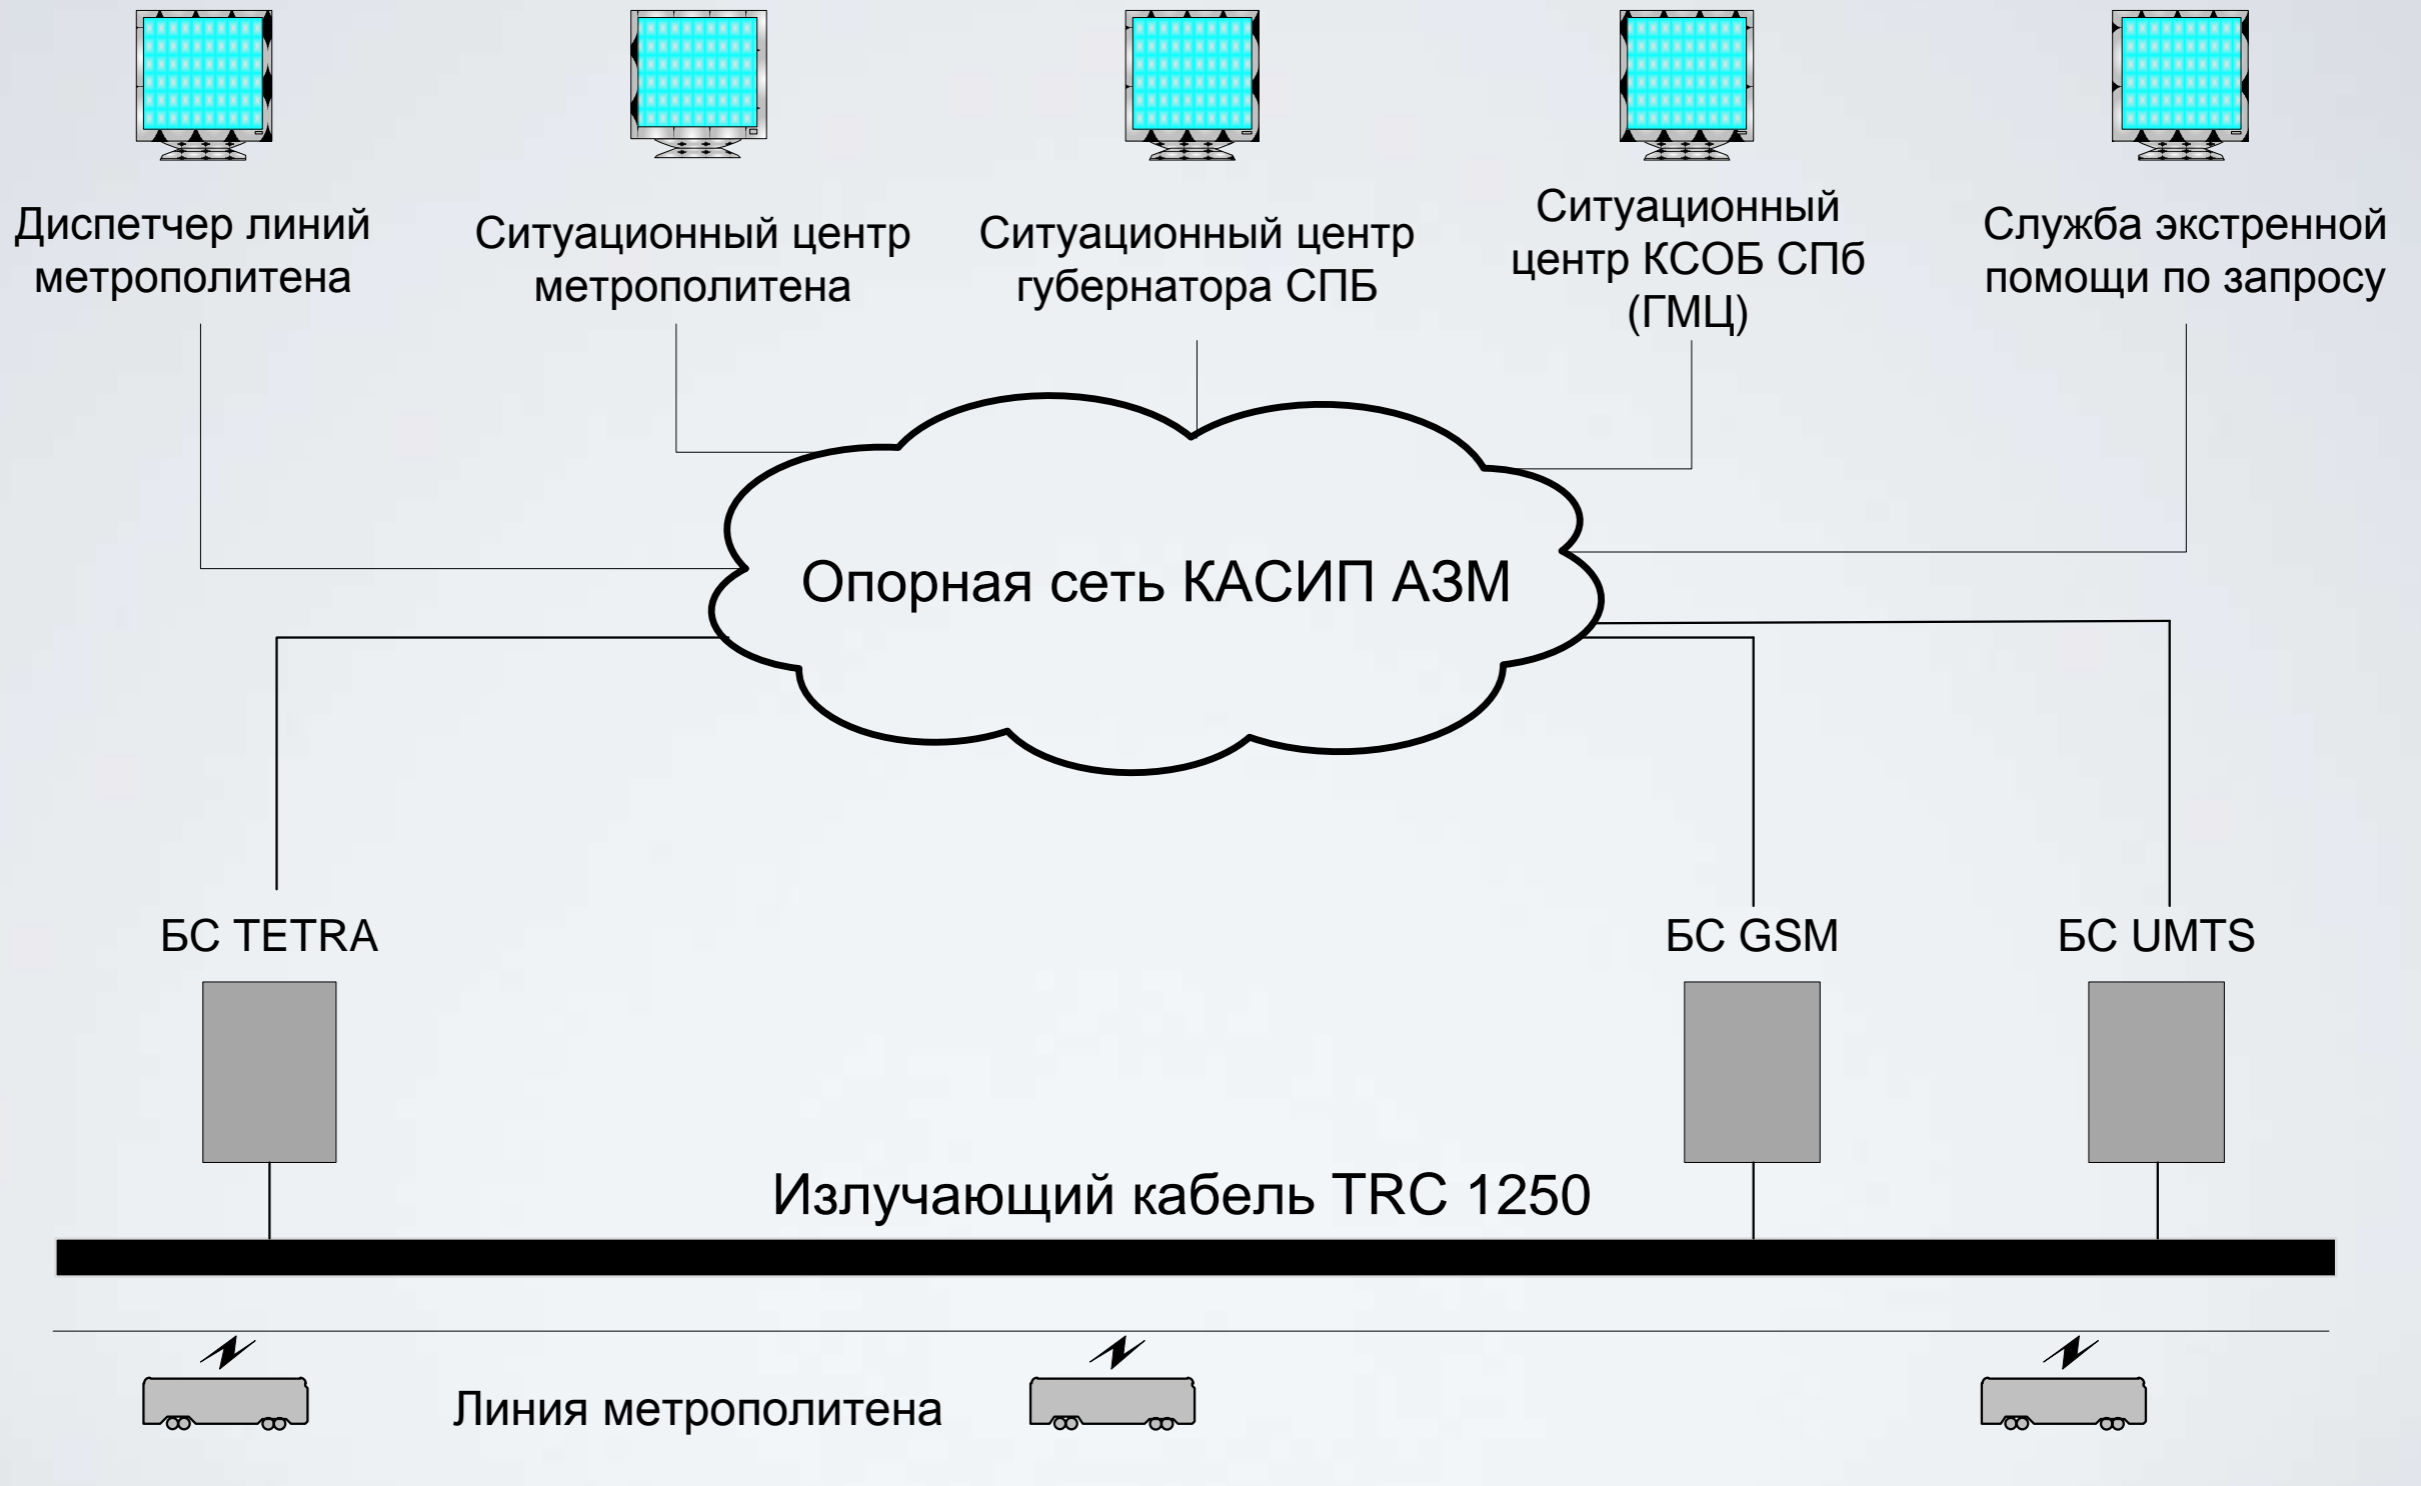 Диспетчер линий
метрополитена
Ситуационный центр
метрополитена
Ситуационный центр
губернатора СПБ
Ситуационный
центр КСОБ СПб
(ГМЦ)
Служба экстренной
помощи по запросу
Опорная сеть КАСИП АЗМ
БС TETRA
БС GSM
БС UMTS
Излучающий кабель TRC 1250
Линия метрополитена